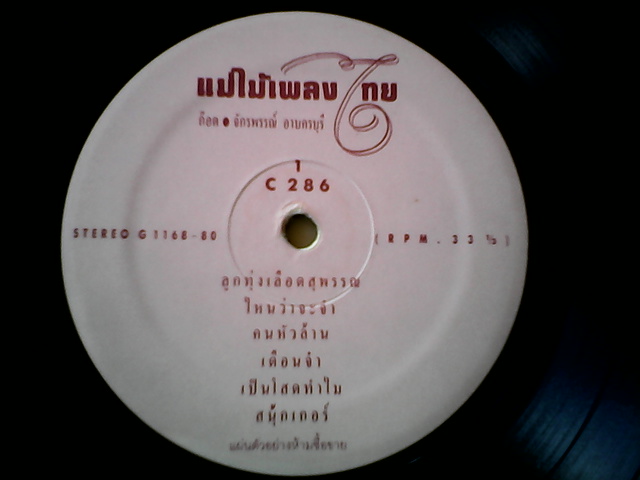 แม่ไม้เพลงไทย
ก๊อต ● จักรพรรณ์ อาบครบุรี
1
C 286
STEREO G 1168-80
( RPM. 33 ⅓ )
ลูกทุ่งเลือดสุพรรณ
ไหนว่าจะจำ
คนหัวล้าน
เดือนจ๋า
เป็นโสดทำไม
สนุ๊กเกอร์
แผ่นตัวอย่างห้ามซื้อขาย